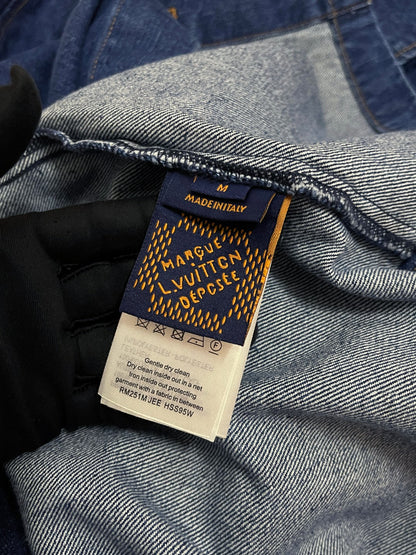 M
MADE IN ITALY
MARQUE
L.VUITTON
DÉPOSÉE
F
Gentle dry clean
Dry clean inside out in a net
Iron inside out protecting
garment with a fabric in between
RM251M JEE HSS95W